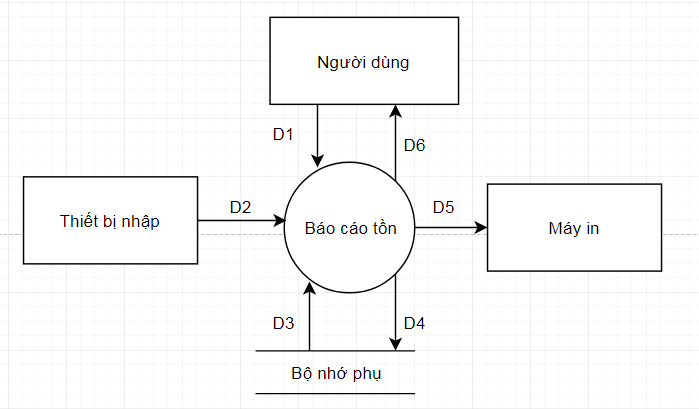 Người dùng
D1
D6
Thiết bị nhập
D2
Báo cáo tồn
D5
Máy in
D3
D4
Bộ nhớ phụ